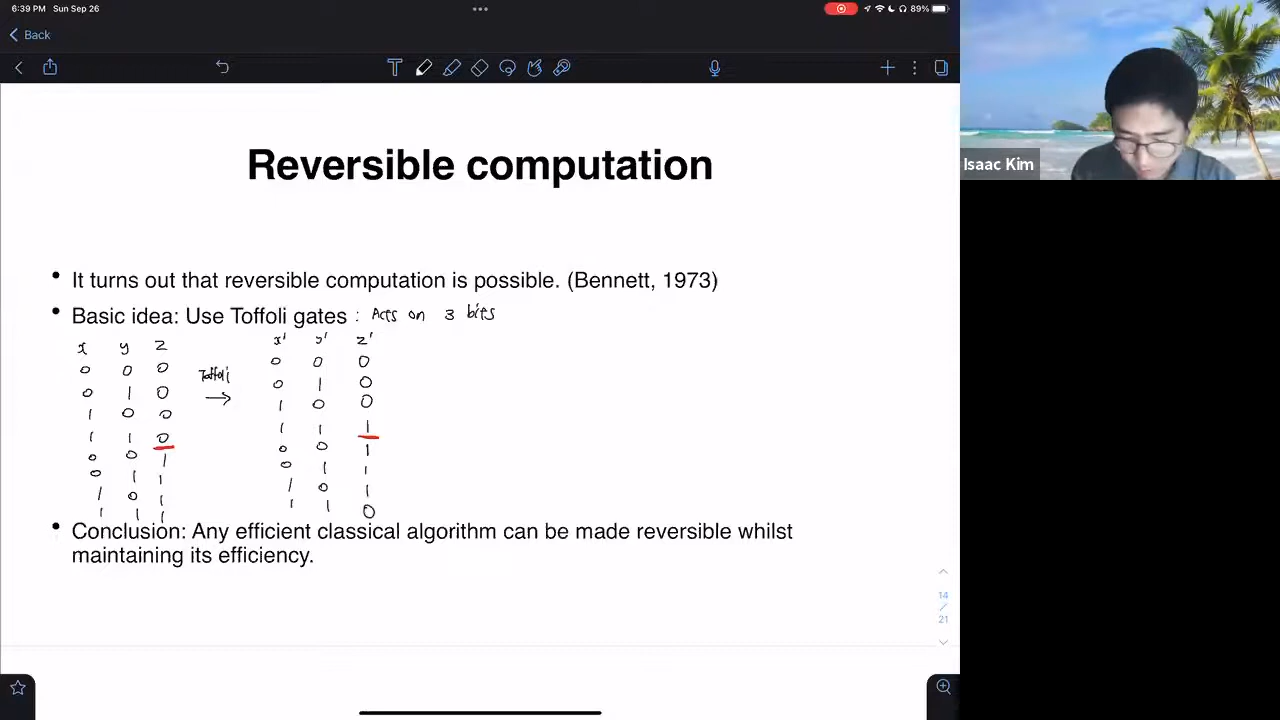 6:39 PM Sun Sep 26
89%
Back
Isaac Kim
Reversible computation
• It turns out that reversible computation is possible. (Bennett, 1973)
• Basic idea: Use Toffoli gates : Acts on 3 bits
x y z x' y' z'
0 0 0 Toffoli 0 0 0
0 1 0 → 0 1 0
1 0 0 1 0 0
1 1 0 1 1 1
0 0 1 0 0 1
0 1 1 0 1 1
1 0 1 1 0 1
1 1 1 1 1 0
• Conclusion: Any efficient classical algorithm can be made reversible whilst
maintaining its efficiency.
14
/
21